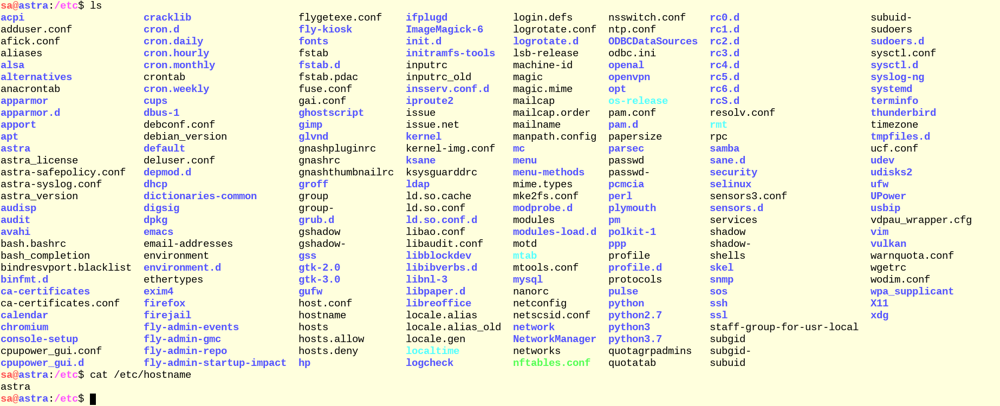 sa@astra:/etc$ ls
acpi cracklib flygetexe.conf ifplugd login.defs nsswitch.conf rc0.d subuid-
adduser.conf cron.d fly-kiosk ImageMagick-6 logrotate.conf ntp.conf rc1.d sudoers
afick.conf cron.daily fonts init.d logrotate.d ODBCDataSources rc2.d sudoers.d
aliases cron.hourly fstab initramfs-tools lsb-release odbc.ini rc3.d sysctl.conf
alsa cron.monthly fstab.d inputrc machine-id openal rc4.d sysctl.d
alternatives crontab fstab.pdac inputrc_old magic openvpn rc5.d syslog-ng
anacrontab cron.weekly fuse.conf insserv.conf.d magic.mime opt rc6.d systemd
apparmor cups gai.conf iproute2 mailcap os-release rcS.d terminfo
apparmor.d dbus-1 ghostscript issue mailcap.order pam.conf resolv.conf thunderbird
apport debconf.conf gimp issue.net mailname pam.d rmt timezone
apt debian_version glvnd kernel manpath.config papersize rpc tmpfiles.d
astra default gnashpluginrc kernel-img.conf mc parsec samba ucf.conf
astra_license deluser.conf gnashrc ksane menu passwd sane.d udev
astra-safepolicy.conf depmod.d gnashthumbnailrc ksysguarddrc menu-methods passwd- security udisks2
astra-syslog.conf dhcp groff ldap mime.types pcmcia selinux ufw
astra_version dictionaries-common group ld.so.cache mke2fs.conf perl sensors3.conf UPower
audisp digsig group- ld.so.conf modprobe.d plymouth sensors.d usbip
audit dpkg grub.d ld.so.conf.d modules pm services vdpau_wrapper.cfg
avahi emacs gshadow libao.conf modules-load.d polkit-1 shadow vim
bash.bashrc email-addresses gshadow- libaudit.conf motd ppp shadow- vulkan
bash_completion environment gss libblockdev mtab profile shells warnquota.conf
bindresvport.blacklist environment.d gtk-2.0 libibverbs.d mtools.conf profile.d skel wgetrc
binfmt.d ethertypes gtk-3.0 libnl-3 mysql protocols snmp wodim.conf
ca-certificates exim4 gufw libpaper.d nanorc pulse sos wpa_supplicant
ca-certificates.conf firefox host.conf libreoffice netconfig python ssh X11
calendar firejail hostname locale.alias netscsid.conf python2.7 ssl xdg
chromium fly-admin-events hosts locale.alias_old network python3 staff-group-for-usr-local
console-setup fly-admin-gmc hosts.allow locale.gen NetworkManager python3.7 subgid
cpupower_gui.conf fly-admin-repo hosts.deny localtime networks quotagrpadmins subgid-
cpupower_gui.d fly-admin-startup-impact hp logcheck nftables.conf quotatab subuid
sa@astra:/etc$ cat /etc/hostname
astra
sa@astra:/etc$